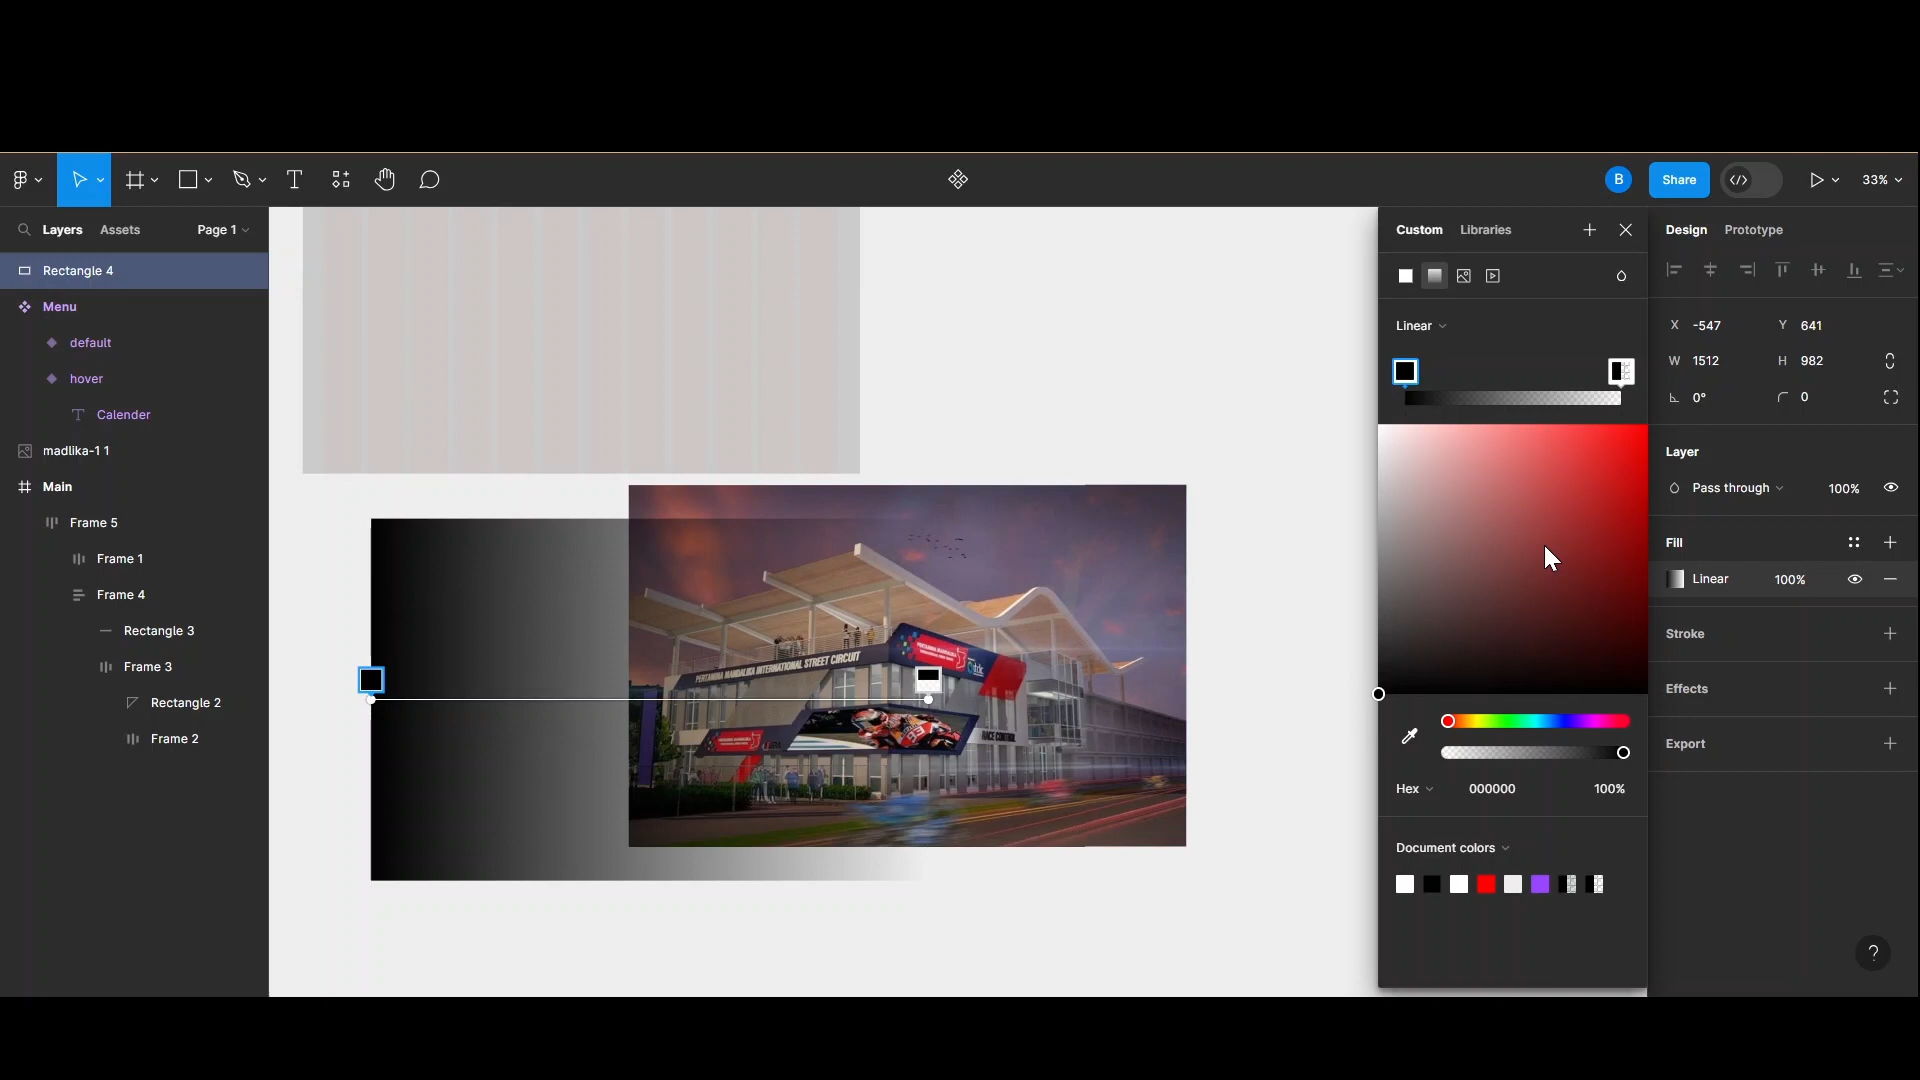 B
Share
33%
Layers Assets Page 1
Custom Libraries
Design Prototype
Rectangle 4
Menu
default
hover
Calender
madlika-1 1
Main
Frame 5
Frame 1
Frame 4
Rectangle 3
Frame 3
Rectangle 2
Frame 2
PERTAMINA MANDALIKA INTERNATIONAL STREET CIRCUIT
RACE CONTROL
93
Linear
Hex 000000 100%
Document colors
X -547 Y 641
W 1512 H 982
0° 0
Layer
Pass through 100%
Fill
Linear 100%
Stroke
Effects
Export
?